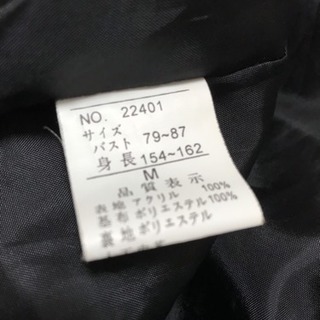 NO. 22401
サイズ
バスト 79~87
身長 154~162
M
品質表示
表地 アクリル 100%
基布 ポリエステル 100%
裏地 ポリエステル